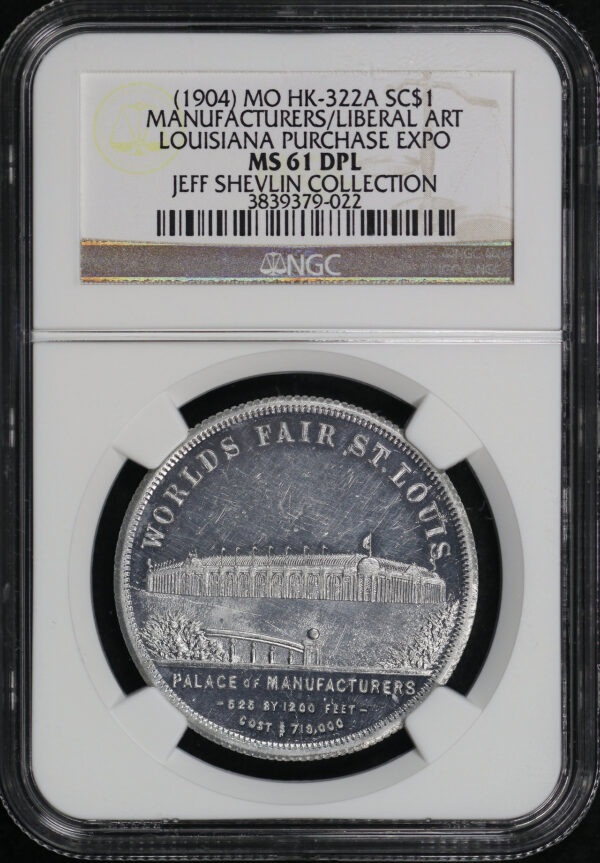 (1904) MO HK-322A SC$1
MANUFACTURERS/LIBERAL ART
LOUISIANA PURCHASE EXPO
MS 61 DPL
JEFF SHEVLIN COLLECTION
3839379-022
NGC
WORLDS FAIR, ST. LOUIS.
PALACE OF MANUFACTURERS
- 525 BY 1200 FEET -
COST $ 719,000